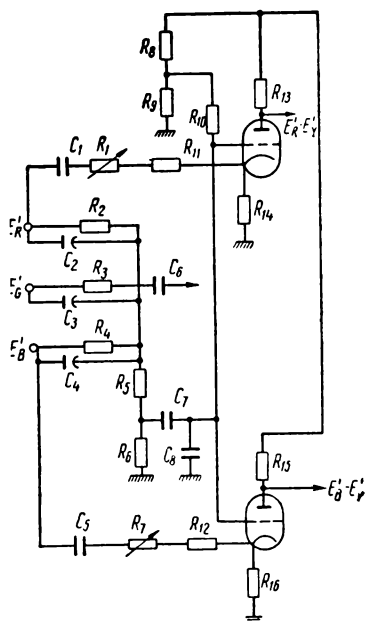 R8
R9
R10
R13
E'R-E'Y
C1
R1
R11
R14
E'R
R2
C2
E'G
R3
C6
C3
E'B
R4
C4
R5
C7
R6
C8
R15
E'B-E'Y
C5
R7
R12
R16